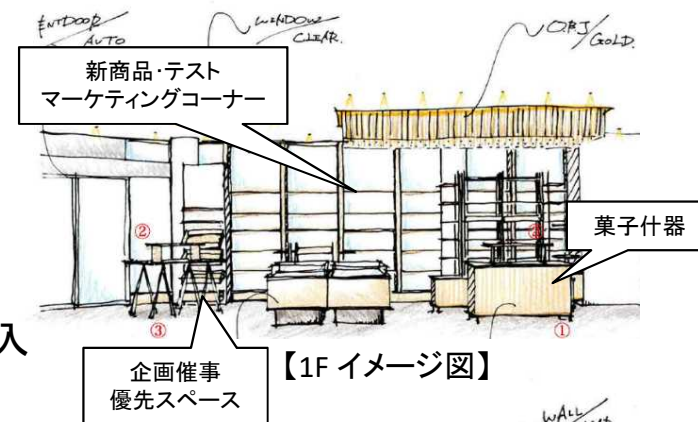 ENTDOOR/
AUTO
WINDOW/
CLEAR.
OBJ/
GOLD.
新商品･テスト
マーケティングコーナー
菓子什器
②
③
①
入
企画催事
優先スペース
【1F イメージ図】
WALL/